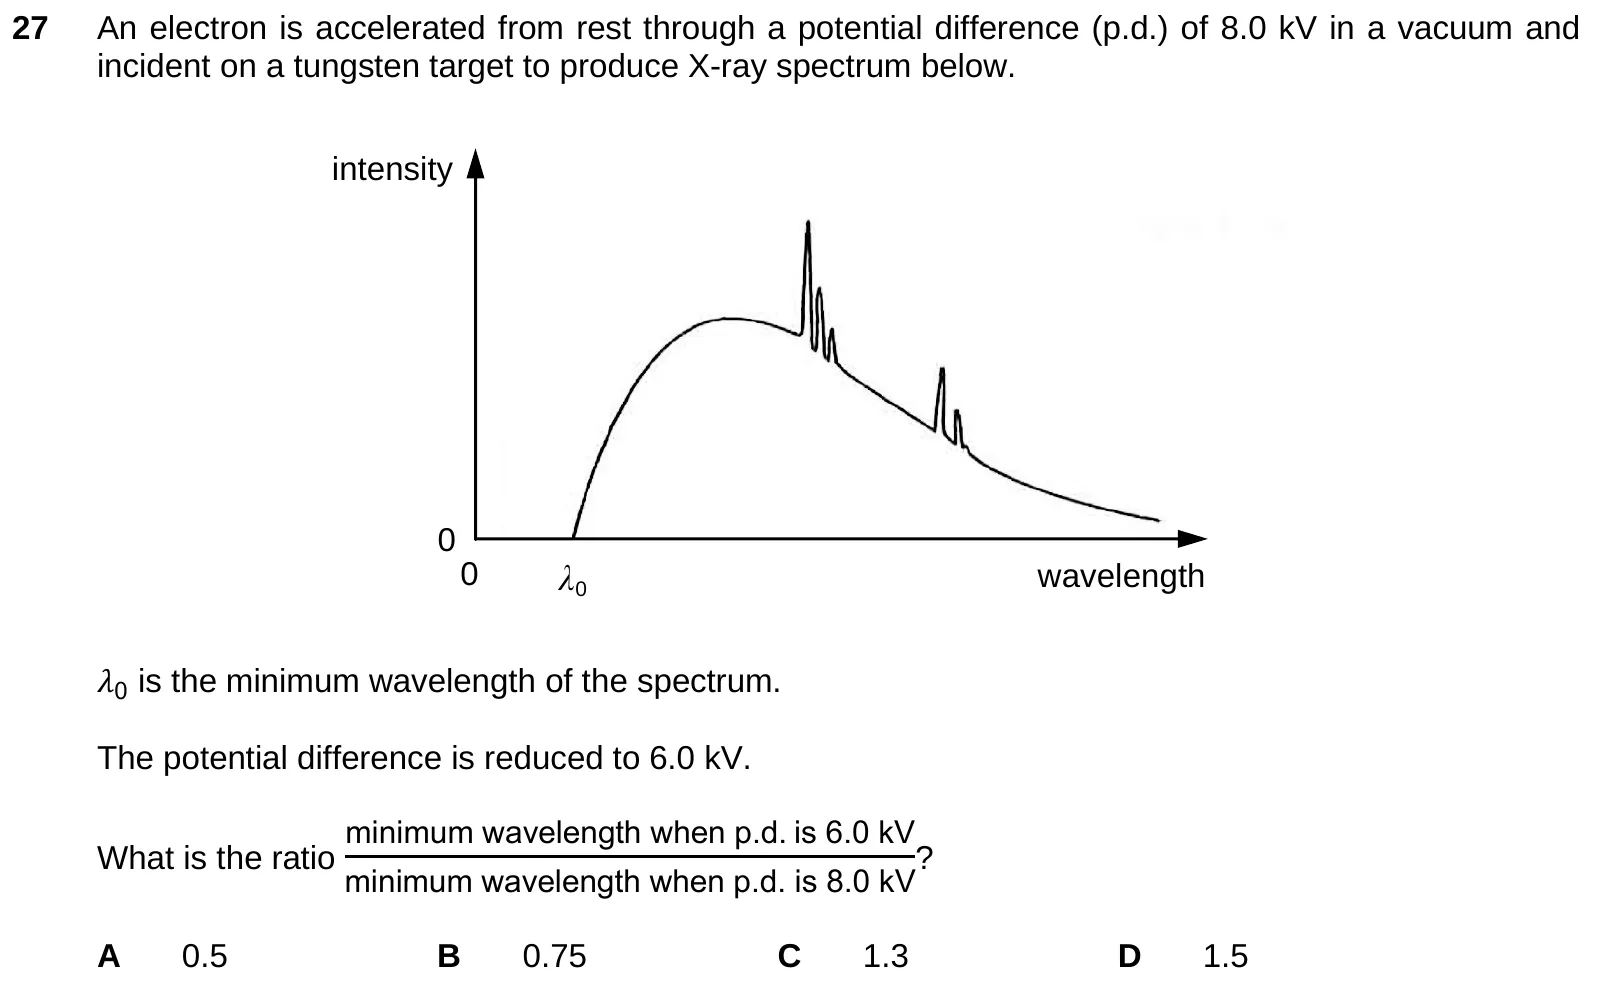 27 An electron is accelerated from rest through a potential difference (p.d.) of 8.0 kV in a vacuum and
incident on a tungsten target to produce X-ray spectrum below.
intensity
0
0
λ₀
wavelength
λ₀ is the minimum wavelength of the spectrum.
The potential difference is reduced to 6.0 kV.
minimum wavelength when p.d. is 6.0 kV
What is the ratio ?
minimum wavelength when p.d. is 8.0 kV
A 0.5 B 0.75 C 1.3 D 1.5